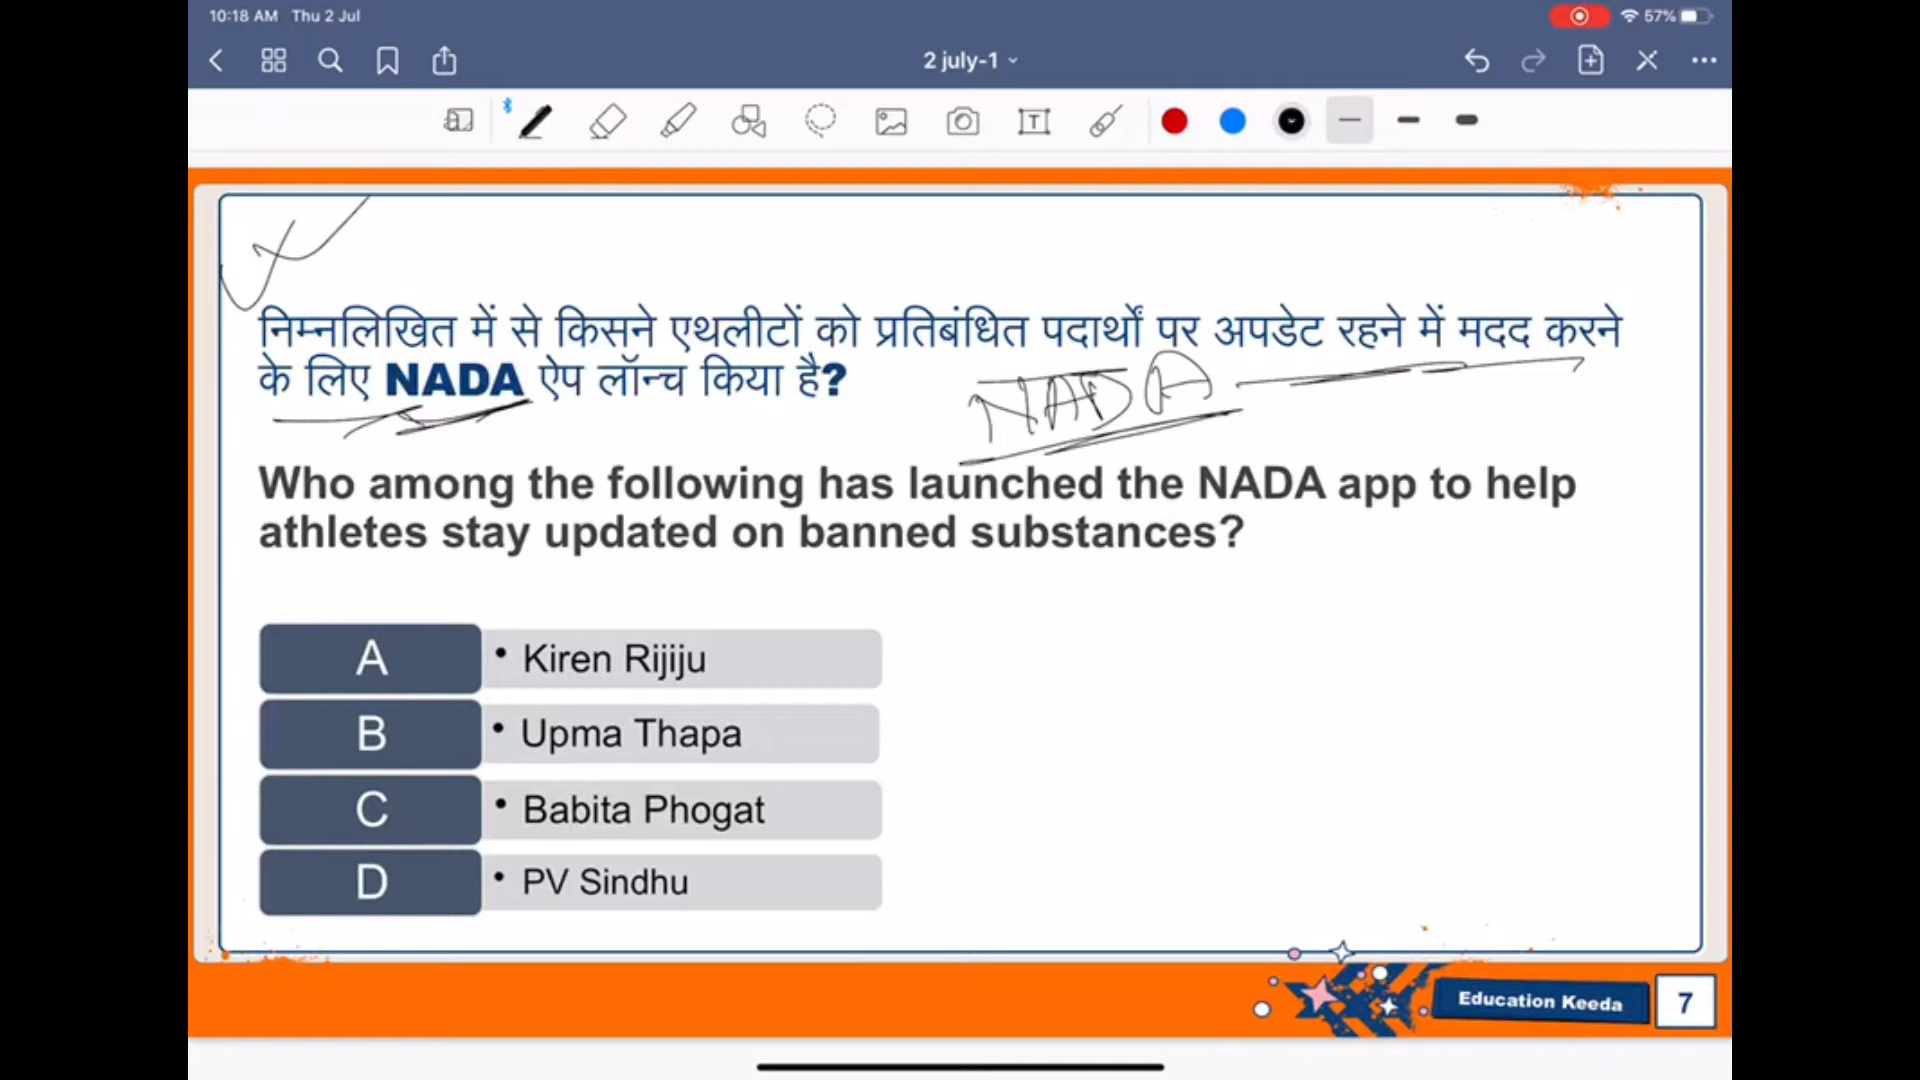 10:18 AM Thu 2 Jul
57%
2 july-1
T
निम्नलिखित में से किसने एथलीटों को प्रतिबंधित पदार्थों पर अपडेट रहने में मदद करने
के लिए NADA ऐप लॉन्च किया है?
NADA
Who among the following has launched the NADA app to help
athletes stay updated on banned substances?
A • Kiren Rijiju
B • Upma Thapa
C • Babita Phogat
D • PV Sindhu
Education Keeda 7